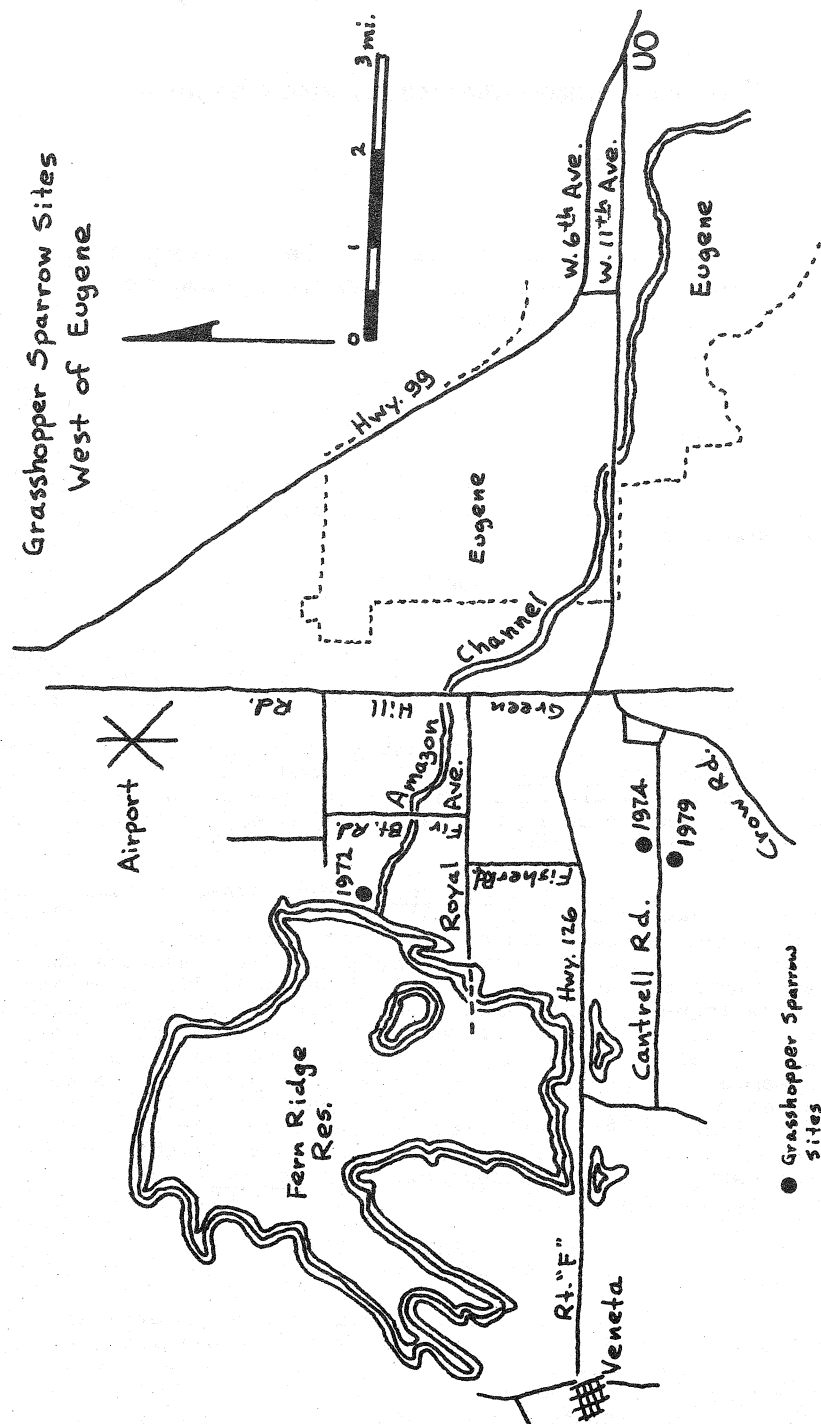 Grasshopper Sparrow Sites
West of Eugene
0 1 2 3 mi.
Airport
Hwy. 99
Rd.
Hill
Green
1972
Fir
Bt. Rd.
Amazon
Channel
Royal
Ave.
Fisher Rd.
Eugene
W. 6th Ave.
W. 11th Ave.
UO
Eugene
Fern Ridge
Res.
Hwy. 126
Rt. "F"
Veneta
Cantrell Rd.
1974
1979
Crow Rd.
Grasshopper Sparrow
Sites